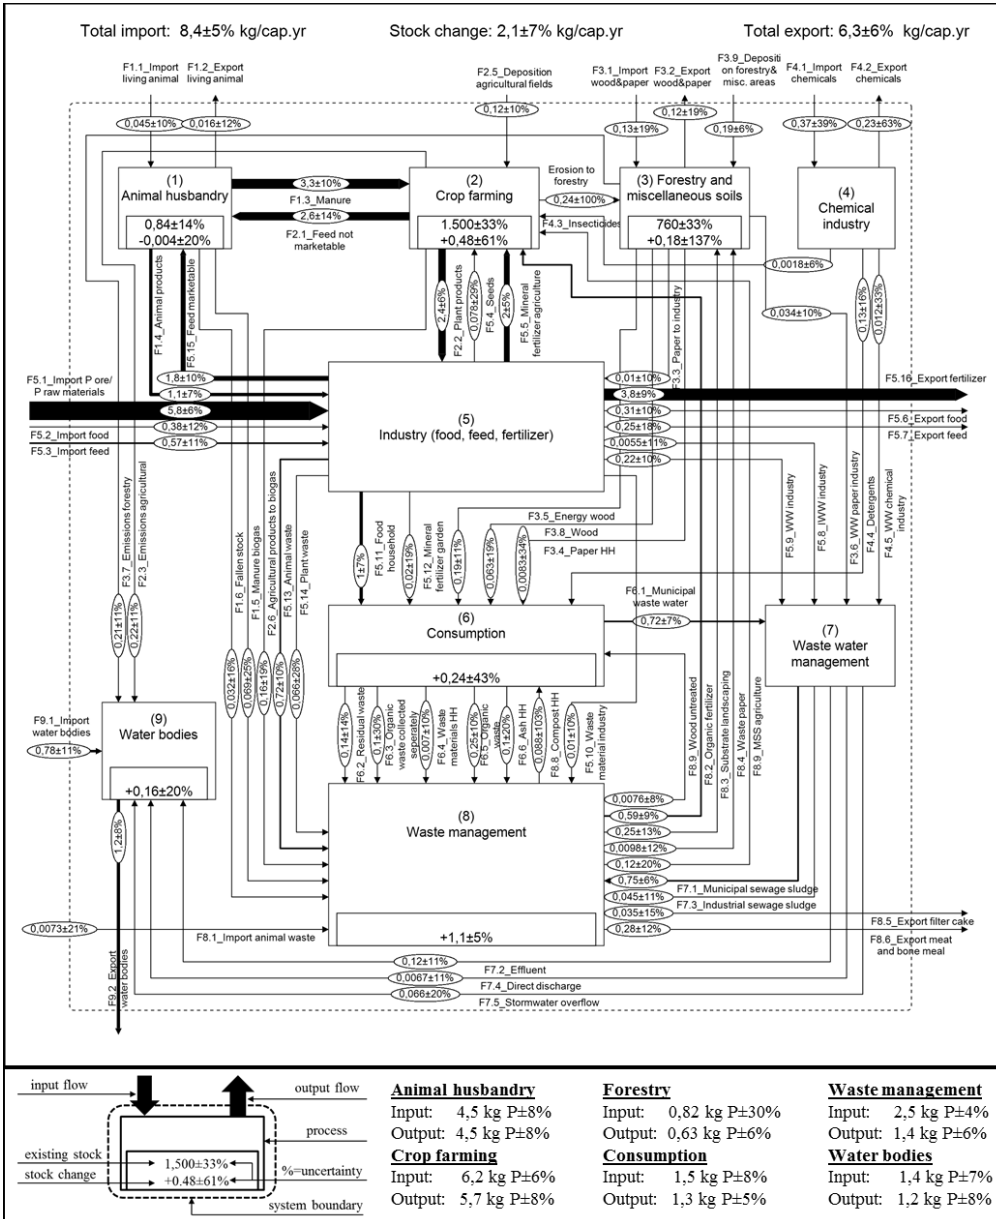 Total import: 8,4±5% kg/cap.yr
Stock change: 2,1±7% kg/cap.yr
Total export: 6,3±6% kg/cap.yr
F1.1_Import
living animal
F1.2_Export
living animal
F2.5_Deposition
agricultural fields
F3.1_Import
wood&paper
F3.2_Export
wood&paper
F3.9_Depositi
on forestry&
misc. areas
F4.1_Import
chemicals
F4.2_Export
chemicals
0,045±10%
0,016±12%
0,12±10%
0,13±19%
0,12±19%
0,19±6%
0,37±39%
0,23±63%
(1)
Animal husbandry
0,84±14%
-0,004±20%
3,3±10%
F1.3_Manure
2,6±14%
F2.1_Feed not
marketable
(2)
Crop farming
1.500±33%
+0,48±61%
Erosion to
forestry
0,24±100%
F4.3_Insecticides
(3) Forestry and
miscellaneous soils
760±33%
+0,18±137%
(4)
Chemical
industry
0,0018±6%
0,034±10%
0,13±16%
0,012±33%
F1.4_Animal products
F5.15_Feed marketable
2,4±6%
F2.2_Plant products
0,078±29%
F5.4_Seeds
2±5%
F5.5_Mineral
fertilizer agriculture
F3.3_Paper to industry
F5.1_Import P ore/
P raw materials
F5.2_Import food
F5.3_Import feed
1,8±10%
1,1±7%
5,8±6%
0,38±12%
0,57±11%
(5)
Industry (food, feed, fertilizer)
0,01±10%
3,8±9%
0,31±10%
0,25±18%
0,0055±11%
0,22±10%
F5.16_Export fertilizer
F5.6_Export food
F5.7_Export feed
F3.7_Emissions forestry
F2.3_Emissions agricultural
F1.6_Fallen stock
F1.5_Manure biogas
F2.6_Agricultural products to biogas
F5.13_Animal waste
F5.14_Plant waste
F5.11_Food
household
F5.12_Mineral
fertilizer garden
F3.5_Energy wood
F3.8_Wood
F3.4_Paper HH
F5.9_WW industry
F5.8_IWW industry
F3.6_WW paper industry
F4.4_Detergents
F4.5_WW chemical
industry
1±7%
0,02±19%
0,19±11%
0,063±19%
0,0083±34%
0,21±11%
0,22±11%
0,032±16%
0,069±25%
0,16±19%
0,72±10%
0,066±28%
(6)
Consumption
+0,24±43%
F6.1_Municipal
waste water
0,72±7%
(7)
Waste water
management
F9.1_Import
water bodies
0,78±11%
(9)
Water bodies
+0,16±20%
1,2±8%
F9.2_Export
water bodies
0,14±14%
F6.2_Residual waste
0,1±30%
F6.3_Organic
waste collected
seperately
0,007±10%
F6.4_Waste
materials HH
0,25±10%
F6.5_Organic
waste
0,1±20%
F6.6_Ash HH
0,088±103%
F8.8_Compost HH
0,01±10%
F5.10_Waste
material industry
F8.9_Wood untreated
F8.2_Organic fertilizer
F8.3_Substrate landscaping
F8.4_Waste paper
F8.9_MSS agriculture
(8)
Waste management
+1,1±5%
0,0076±8%
0,59±9%
0,25±13%
0,0098±12%
0,12±20%
0,75±6%
F7.1_Municipal sewage sludge
0,045±11%
F7.3_Industrial sewage sludge
0,035±15%
F8.5_Export filter cake
0,28±12%
F8.6_Export meat
and bone meal
0,0073±21%
F8.1_Import animal waste
0,12±11%
F7.2_Effluent
0,0067±11%
F7.4_Direct discharge
0,066±20%
F7.5_Stormwater overflow
input flow
output flow
process
existing stock
stock change
1,500±33%
+0.48±61%
%=uncertainty
system boundary
Animal husbandry
Input: 4,5 kg P±8%
Output: 4,5 kg P±8%
Crop farming
Input: 6,2 kg P±6%
Output: 5,7 kg P±8%
Forestry
Input: 0,82 kg P±30%
Output: 0,63 kg P±6%
Consumption
Input: 1,5 kg P±8%
Output: 1,3 kg P±5%
Waste management
Input: 2,5 kg P±4%
Output: 1,4 kg P±6%
Water bodies
Input: 1,4 kg P±7%
Output: 1,2 kg P±8%